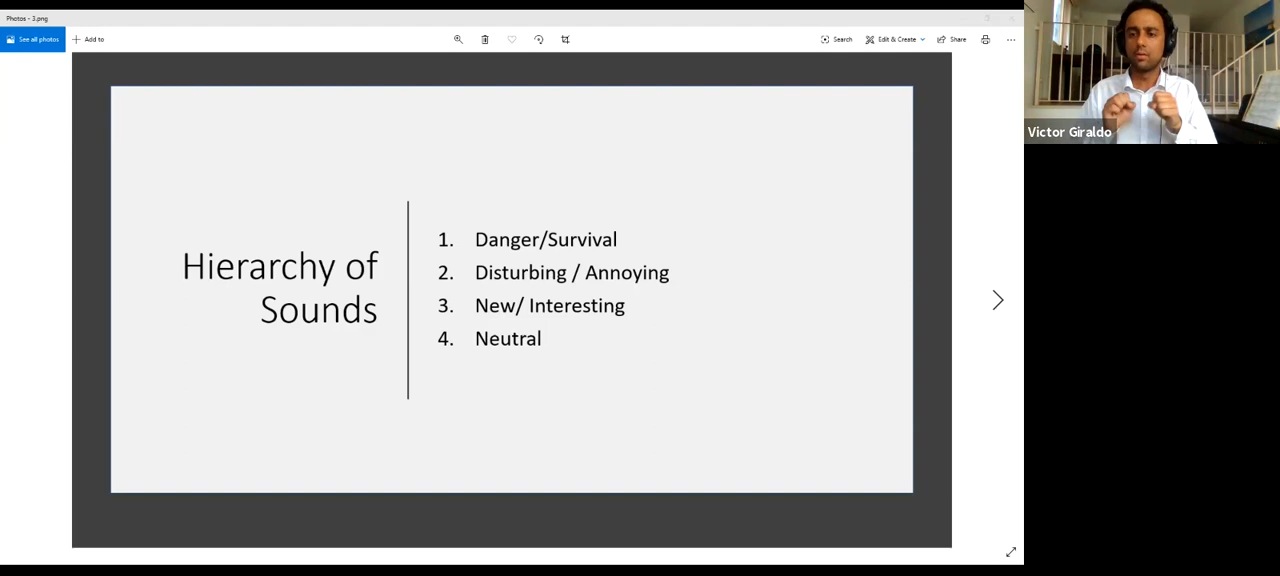 Photos - 3.png
See all photos
Add to
Search
Edit & Create
Share
Victor Giraldo
Hierarchy of
Sounds
1. Danger/Survival
2. Disturbing / Annoying
3. New/ Interesting
4. Neutral